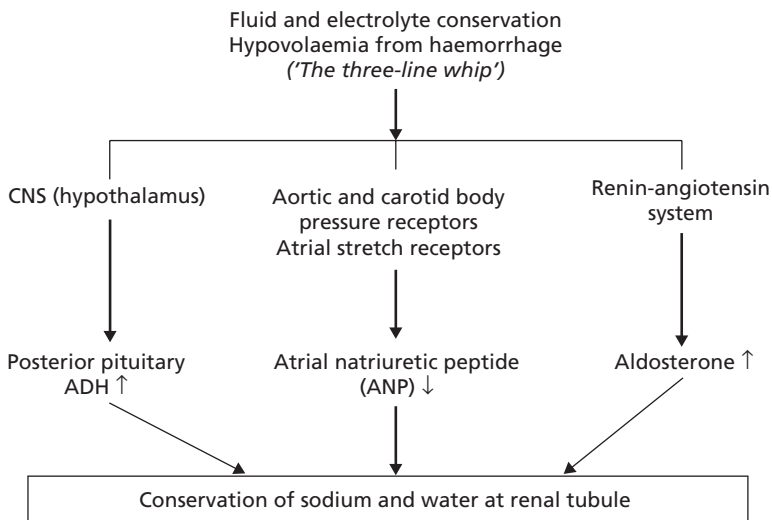 Fluid and electrolyte conservation
Hypovolaemia from haemorrhage
('The three-line whip')
CNS (hypothalamus)
Aortic and carotid body
pressure receptors
Atrial stretch receptors
Renin-angiotensin
system
Posterior pituitary
ADH ↑
Atrial natriuretic peptide
(ANP) ↓
Aldosterone ↑
Conservation of sodium and water at renal tubule